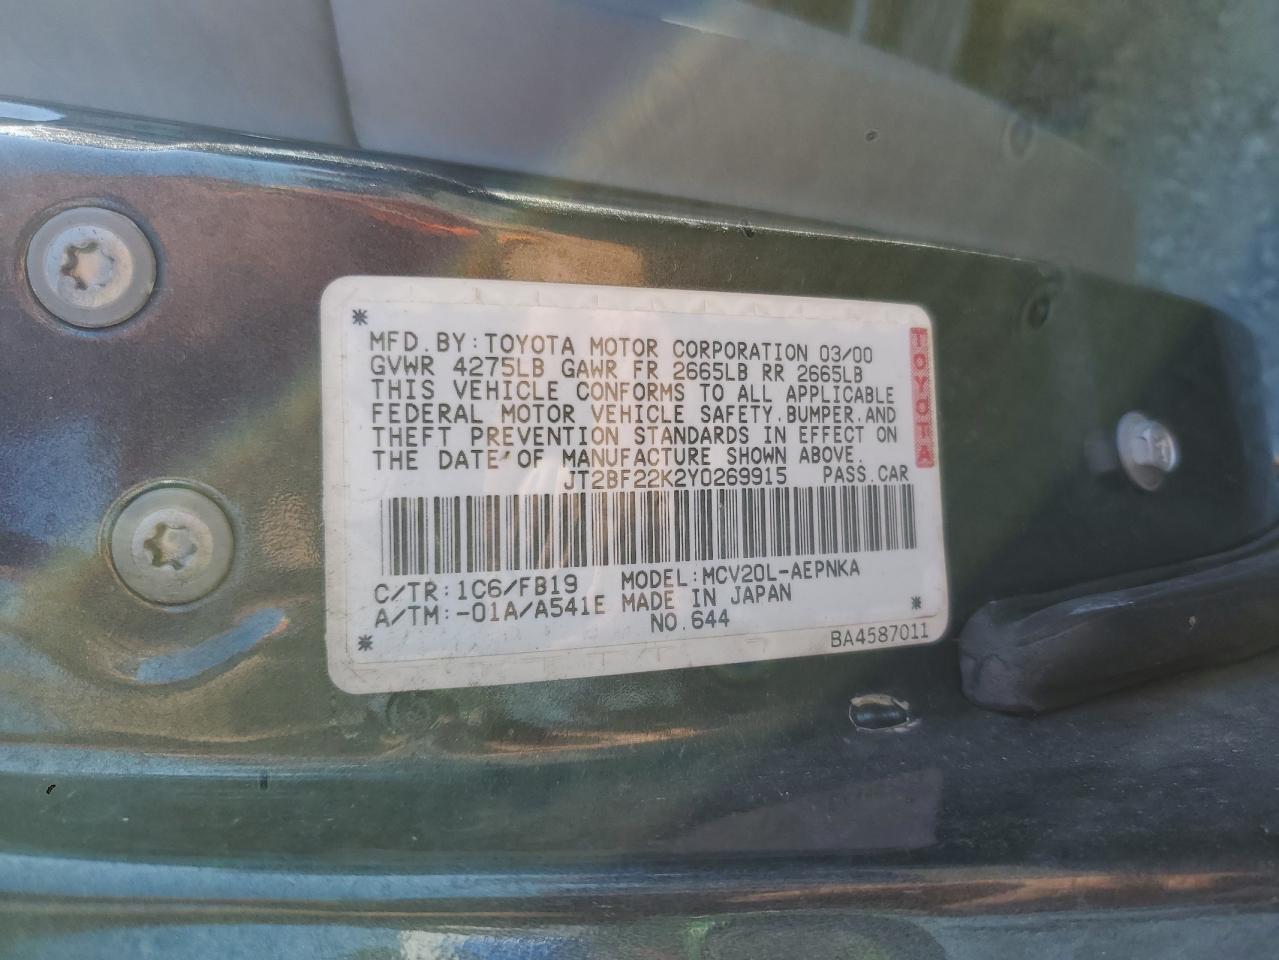 MFD. BY: TOYOTA MOTOR CORPORATION 03/00
GVWR 4275LB GAWR FR 2665LB RR 2665LB
THIS VEHICLE CONFORMS TO ALL APPLICABLE
FEDERAL MOTOR VEHICLE SAFETY, BUMPER, AND
THEFT PREVENTION STANDARDS IN EFFECT ON
THE DATE OF MANUFACTURE SHOWN ABOVE.
JT2BF22K2Y0269915 PASS. CAR
TOYOTA
C/TR: 1C6/FB19 MODEL: MCV20L-AEPNKA
A/TM: -01A/A541E MADE IN JAPAN
NO. 644
BA4587011